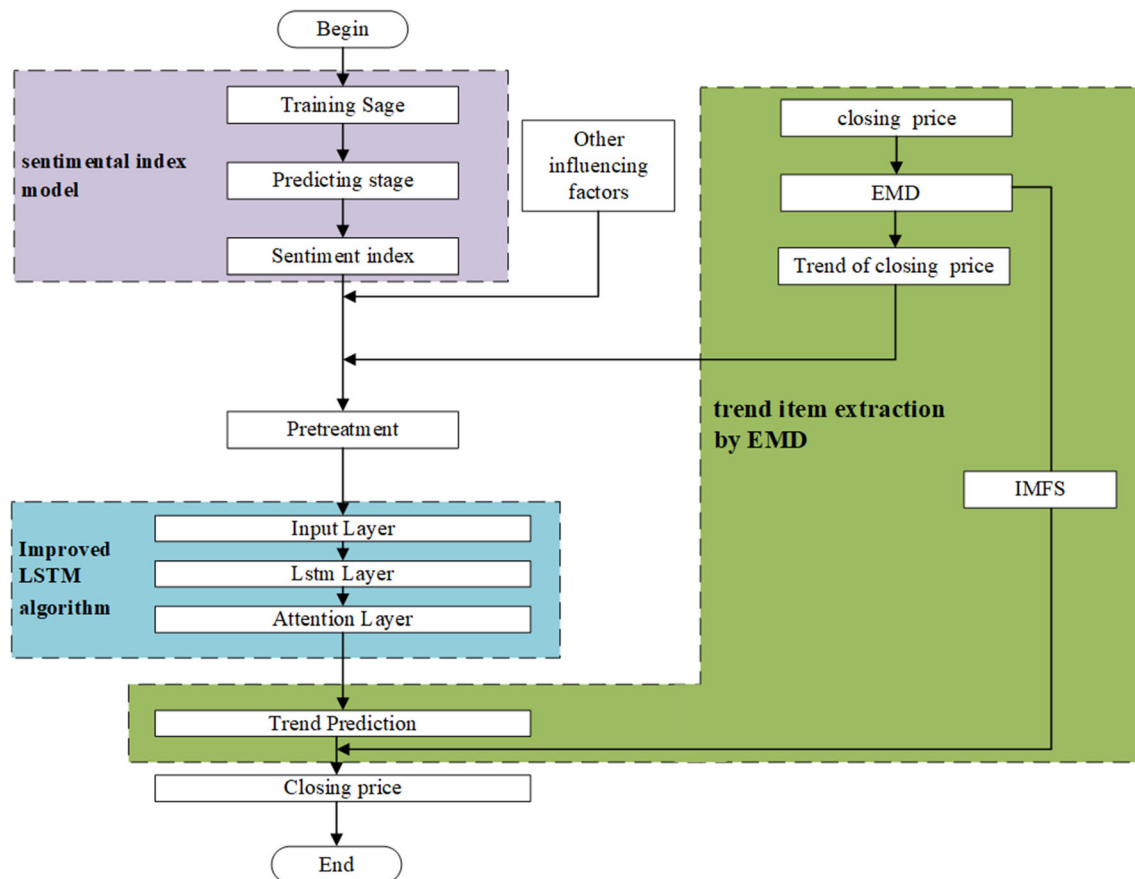 Begin
sentimental index
model
Training Sage
Predicting stage
Sentiment index
Other
influencing
factors
closing price
EMD
Trend of closing price
trend item extraction
by EMD
IMFS
Pretreatment
Improved
LSTM
algorithm
Input Layer
Lstm Layer
Attention Layer
Trend Prediction
Closing price
End